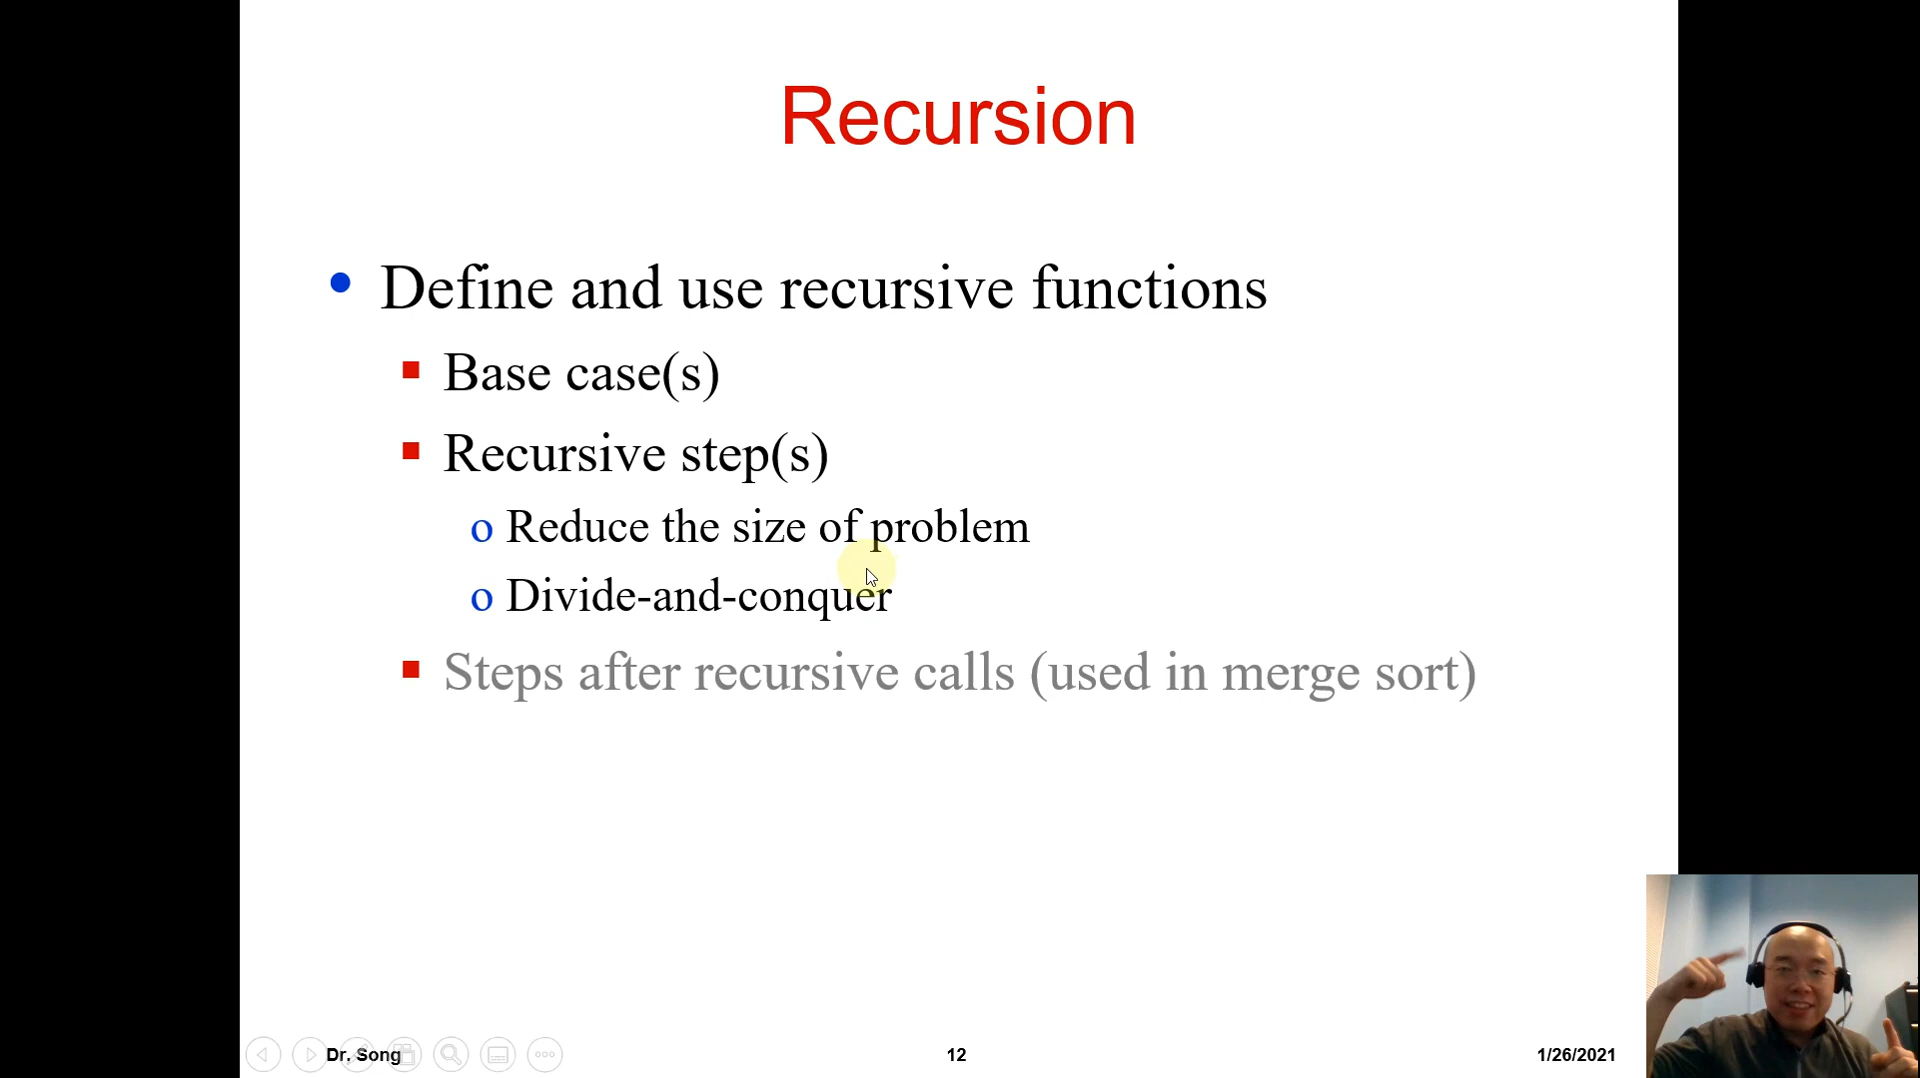 Recursion
• Define and use recursive functions
▪ Base case(s)
▪ Recursive step(s)
o Reduce the size of problem
o Divide-and-conquer
▪ Steps after recursive calls (used in merge sort)
Dr. Song
12
1/26/2021